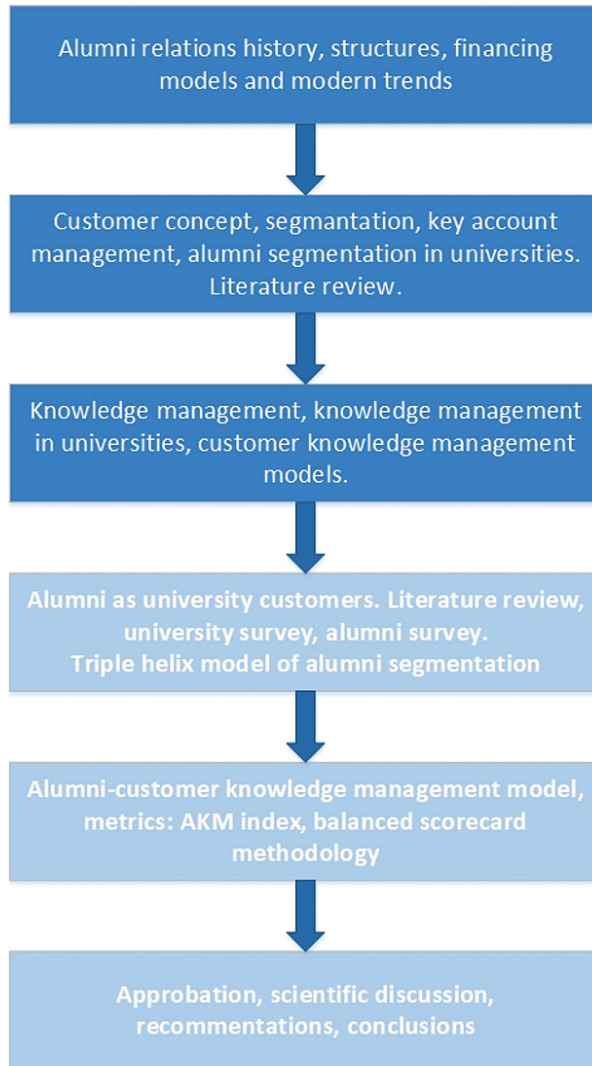 Alumni relations history, structures, financing
models and modern trends
Customer concept, segmantation, key account
management, alumni segmentation in universities.
Literature review.
Knowledge management, knowledge management
in universities, customer knowledge management
models.
Alumni as university customers. Literature review,
university survey, alumni survey.
Triple helix model of alumni segmentation
Alumni-customer knowledge management model,
metrics: AKM index, balanced scorecard
methodology
Approbation, scientific discussion,
recommentations, conclusions